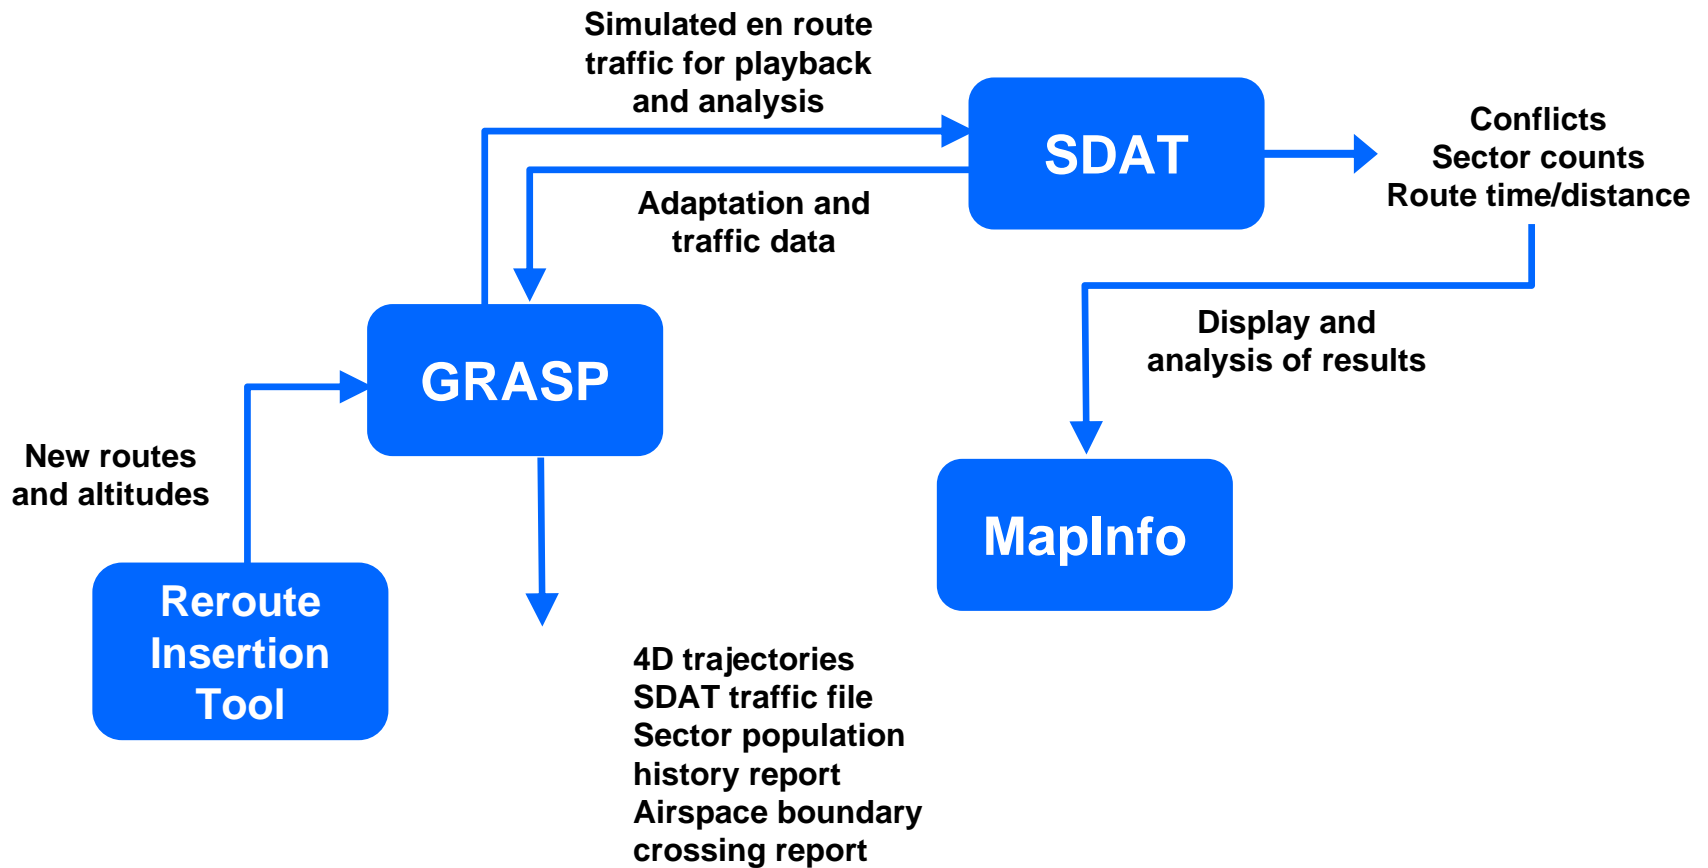 Simulated en route
traffic for playback
and analysis
SDAT
Conflicts
Sector counts
Route time/distance
Adaptation and
traffic data
Display and
analysis of results
GRASP
New routes
and altitudes
MapInfo
Reroute
Insertion
Tool
4D trajectories
SDAT traffic file
Sector population
history report
Airspace boundary
crossing report